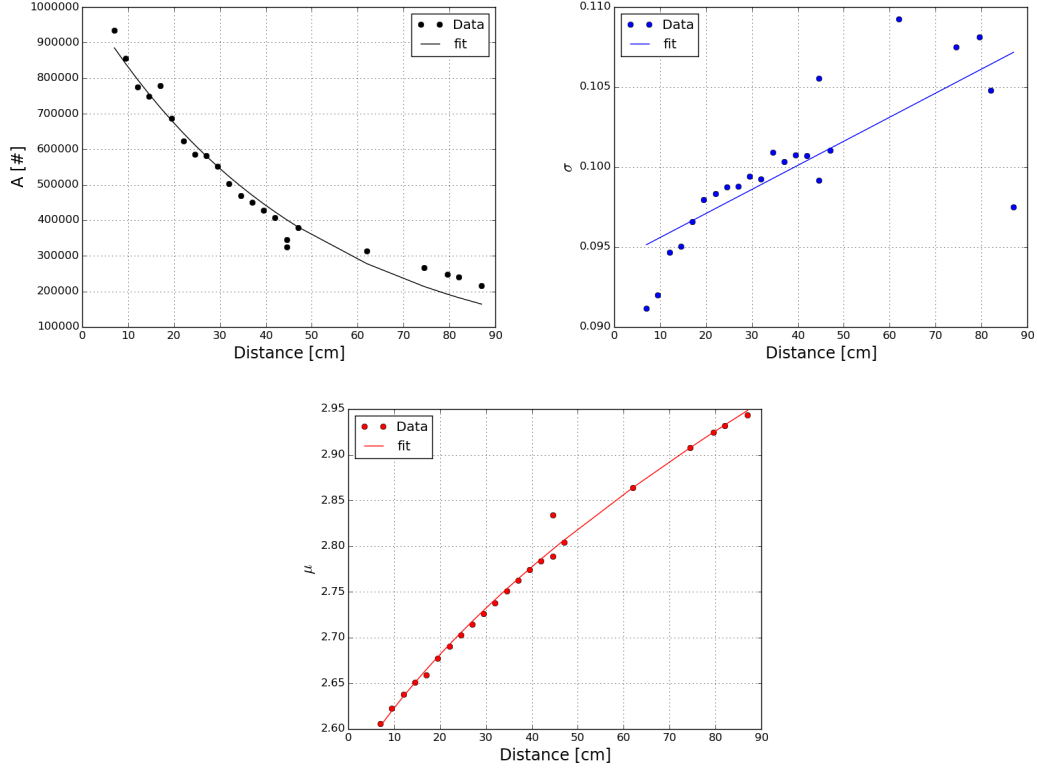 1000000
900000
800000
700000
600000
500000
400000
300000
200000
100000
A [#]
Data
fit
0 10 20 30 40 50 60 70 80 90
Distance [cm]
0.110
0.105
0.100
0.095
0.090
σ
Data
fit
0 10 20 30 40 50 60 70 80 90
Distance [cm]
2.95
2.90
2.85
2.80
2.75
2.70
2.65
2.60
μ
Data
fit
0 10 20 30 40 50 60 70 80 90
Distance [cm]